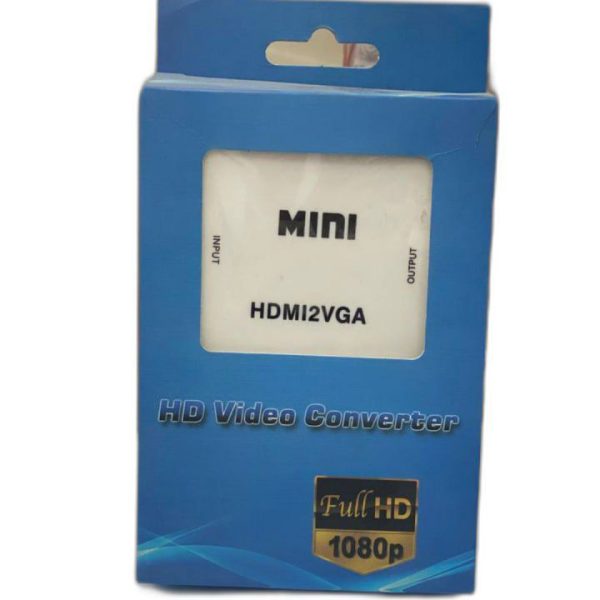 MINI
INPUT
OUTPUT
HDMI2VGA
HD Video Converter
Full HD
1080p